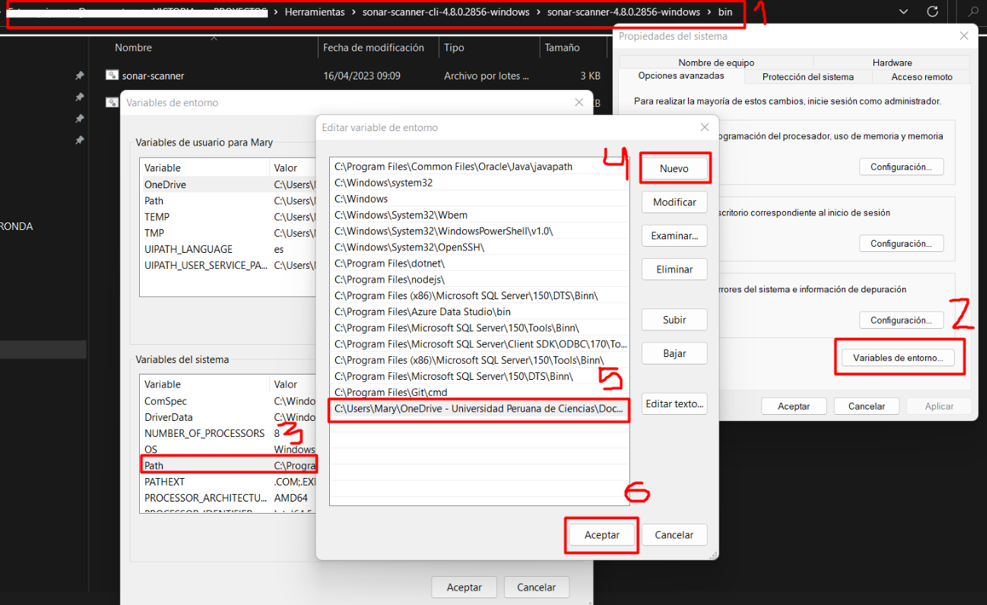 Herramientas > sonar-scanner-cli-4.8.0.2856-windows > sonar-scanner-4.8.0.2856-windows > bin
1
Nombre Fecha de modificación Tipo Tamaño
sonar-scanner 16/04/2023 09:09 Archivo por lotes ... 3 KB
KB
RONDA
Propiedades del sistema
Nombre de equipo Hardware
Opciones avanzadas Protección del sistema Acceso remoto
Para realizar la mayoría de estos cambios, inicie sesión como administrador.
ogramación del procesador, uso de memoria y memoria
Configuración...
scritorio correspondiente al inicio de sesión
Configuración...
rrores del sistema e información de depuración
Configuración...
2
Variables de entorno...
Aceptar Cancelar Aplicar
Variables de entorno
Variables de usuario para Mary
Variable Valor
OneDrive C:\Users\
Path C:\Users\
TEMP C:\Users\
TMP C:\Users\
UIPATH_LANGUAGE es
UIPATH_USER_SERVICE_PA... C:\Users\
Variables del sistema
Variable Valor
ComSpec C:\Windo
DriverData C:\Windo
NUMBER_OF_PROCESSORS 8
3
OS Windows
Path C:\Progra
PATHEXT .COM;.EX
PROCESSOR_ARCHITECTU... AMD64
Aceptar Cancelar
Editar variable de entorno
C:\Program Files\Common Files\Oracle\Java\javapath
C:\Windows\system32
C:\Windows
C:\Windows\System32\Wbem
C:\Windows\System32\WindowsPowerShell\v1.0\
C:\Windows\System32\OpenSSH\
C:\Program Files\dotnet\
C:\Program Files\nodejs\
C:\Program Files (x86)\Microsoft SQL Server\150\DTS\Binn\
C:\Program Files\Azure Data Studio\bin
C:\Program Files\Microsoft SQL Server\150\Tools\Binn\
C:\Program Files\Microsoft SQL Server\Client SDK\ODBC\170\To...
C:\Program Files (x86)\Microsoft SQL Server\150\Tools\Binn\
C:\Program Files\Microsoft SQL Server\150\DTS\Binn\
C:\Program Files\Git\cmd
C:\Users\Mary\OneDrive - Universidad Peruana de Ciencias\Doc...
4
Nuevo
Modificar
Examinar...
Eliminar
Subir
Bajar
Editar texto...
5
6
Aceptar Cancelar